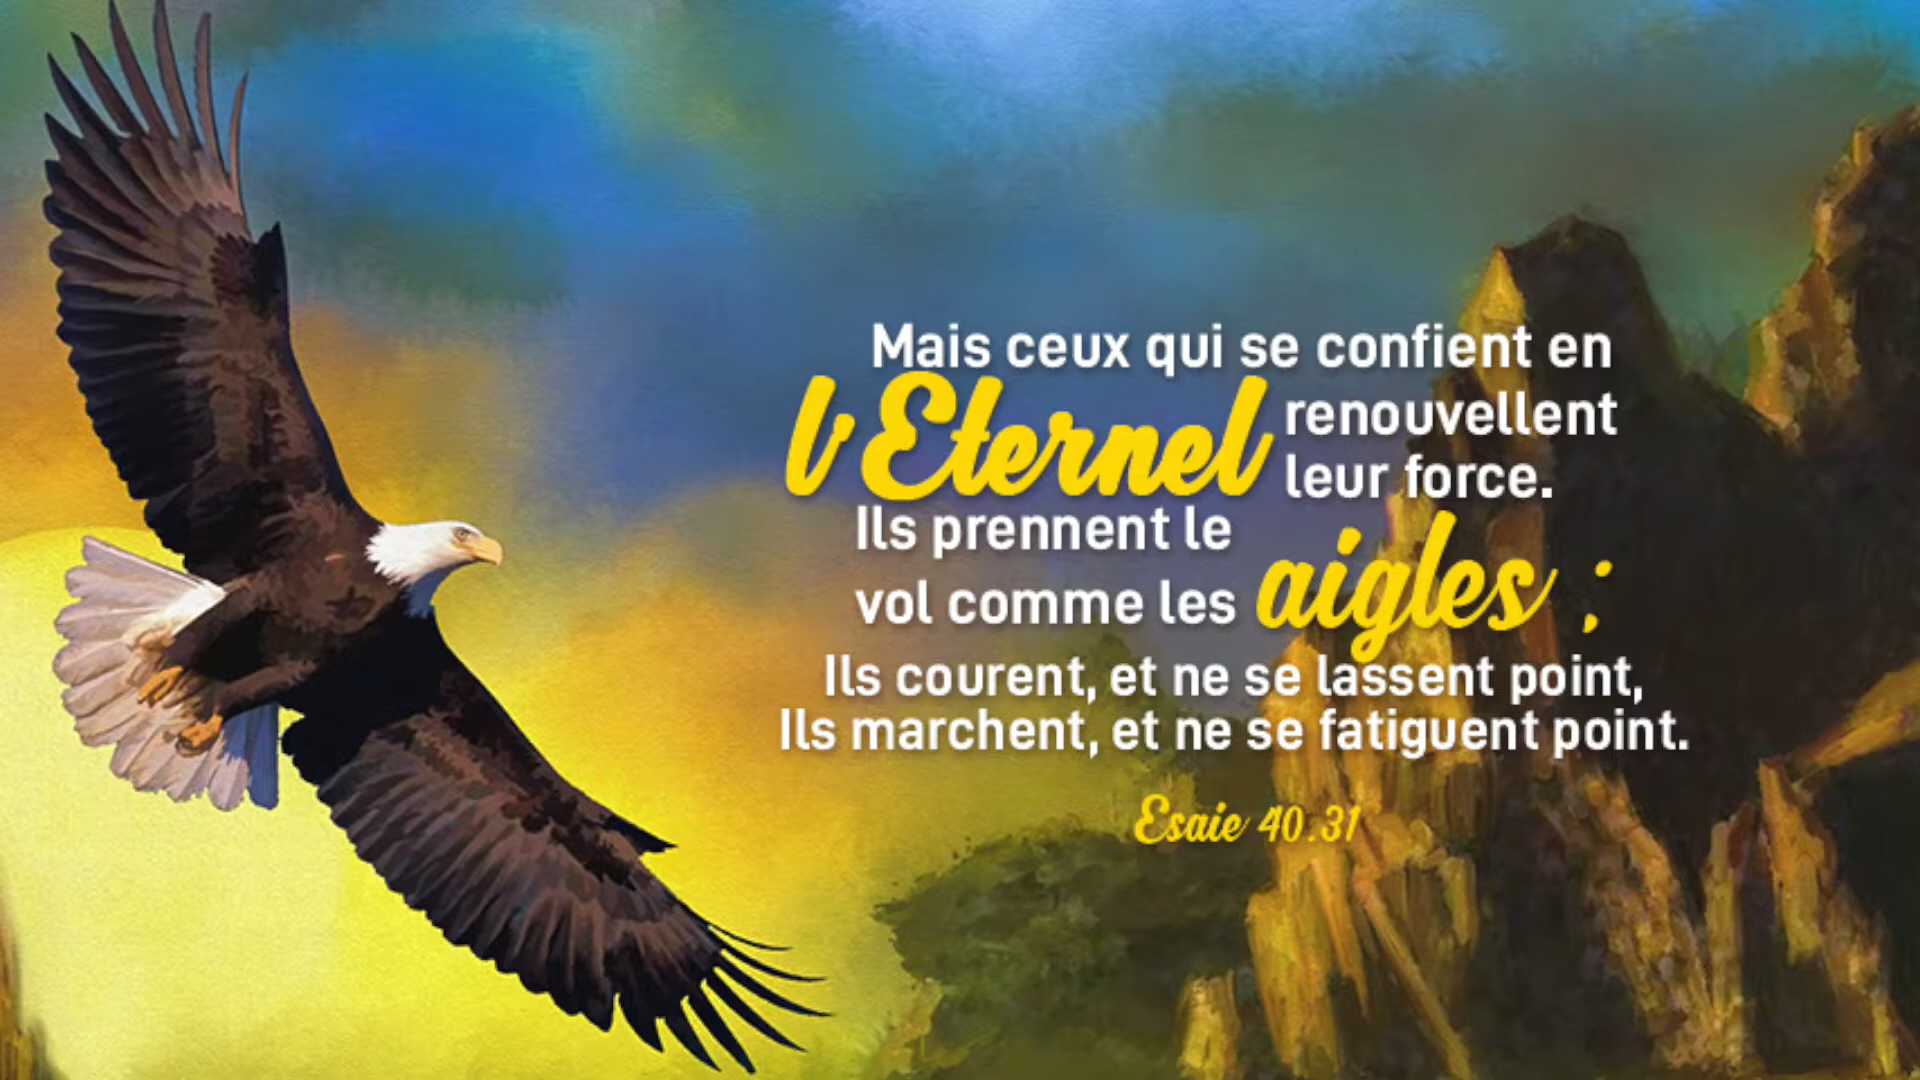 Mais ceux qui se confient en
l'Eternel renouvellent
leur force.
Ils prennent le
vol comme les aigles ;
Ils courent, et ne se lassent point,
Ils marchent, et ne se fatiguent point.
Esaie 40.31